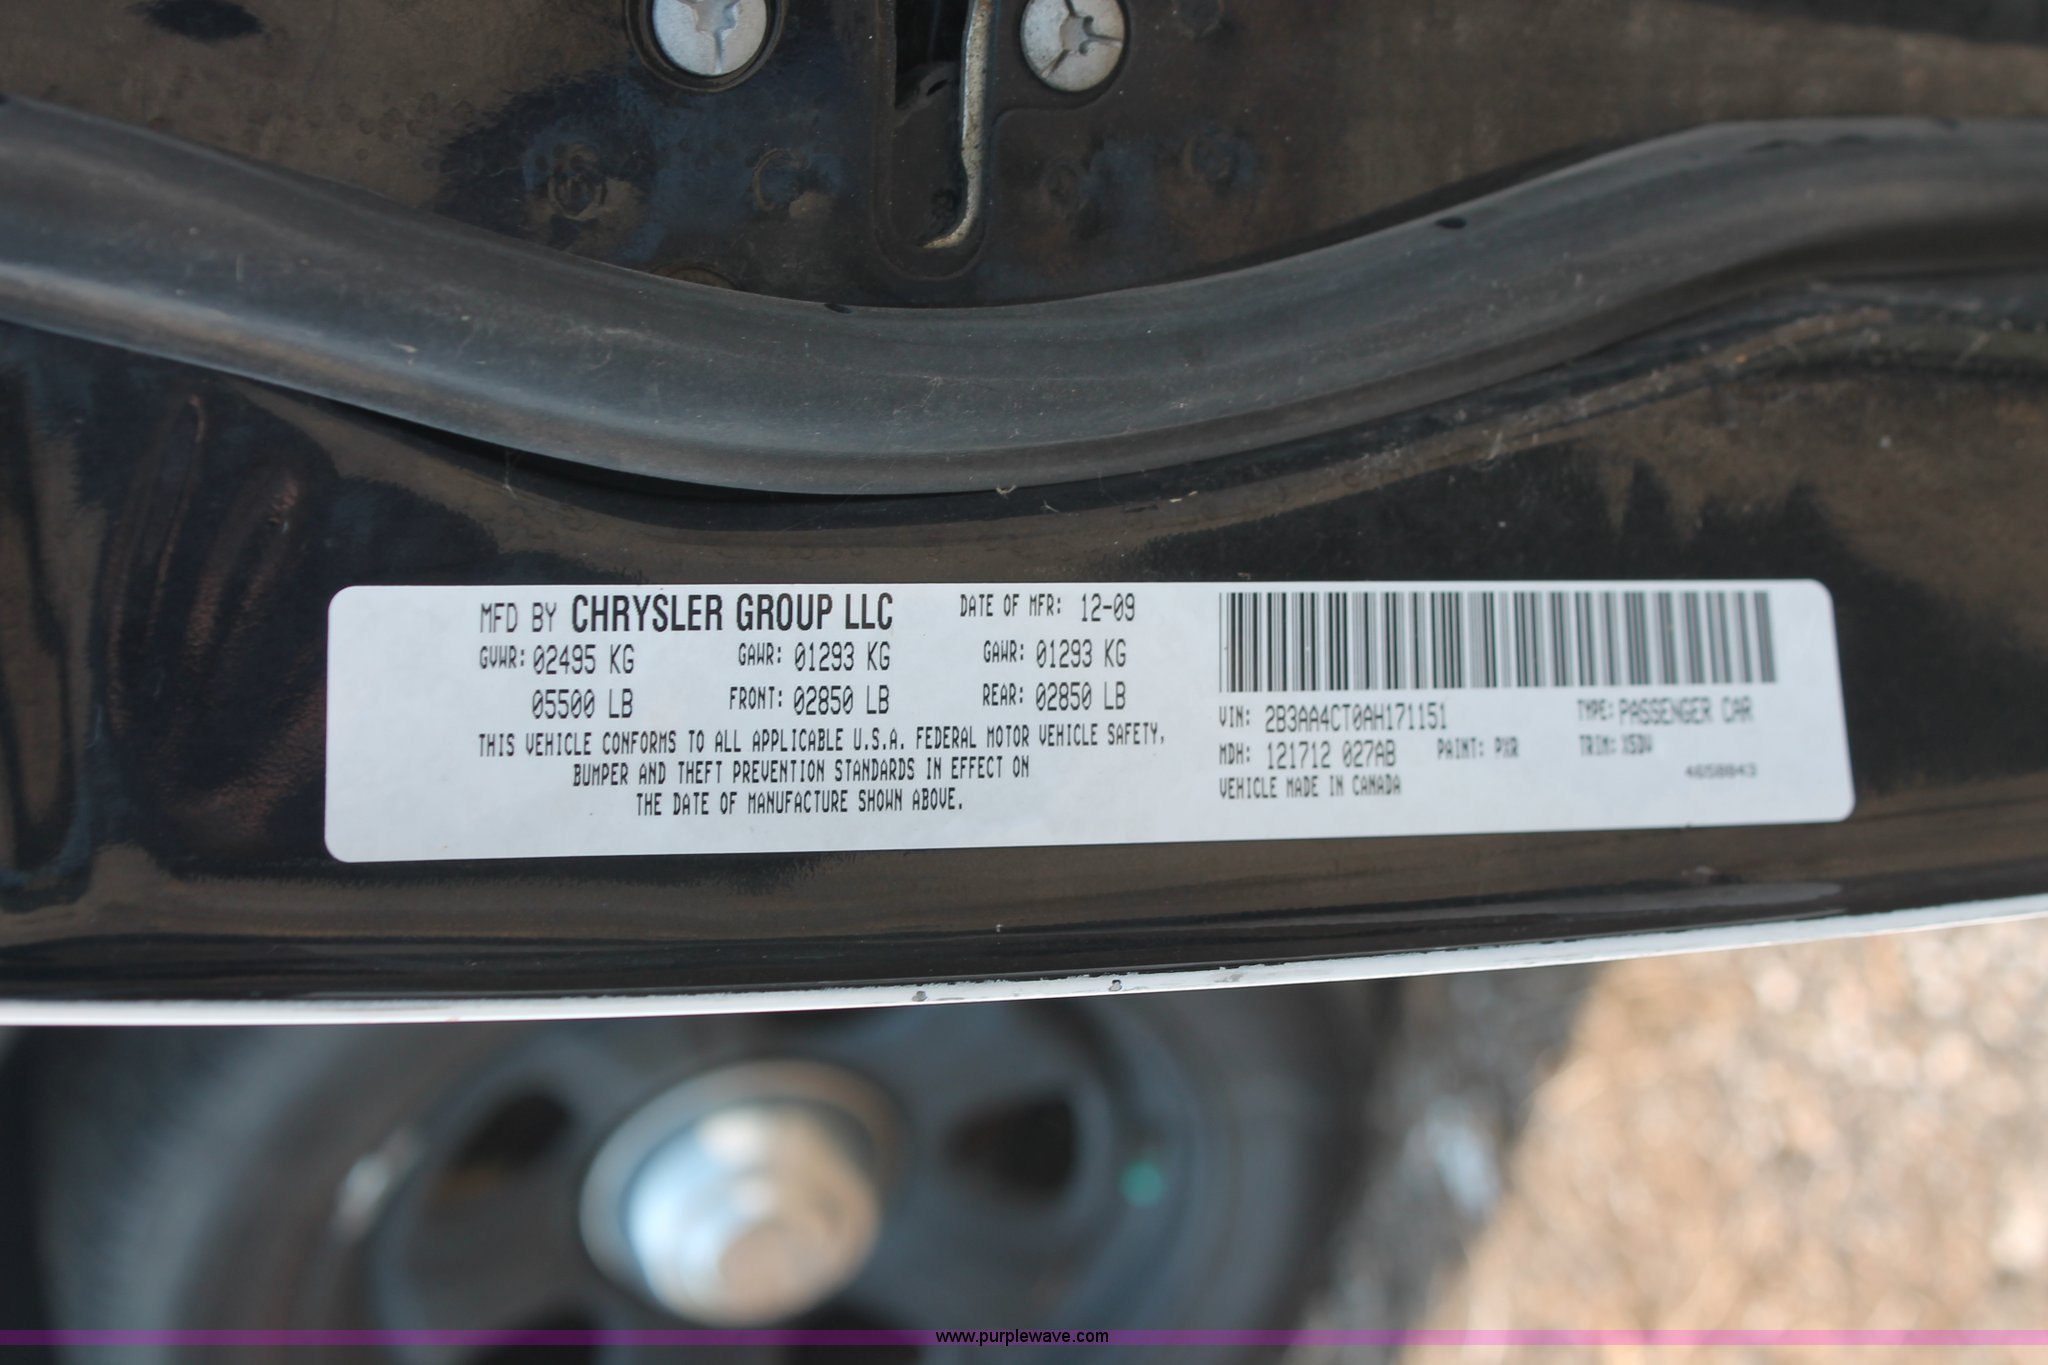 MFD BY CHRYSLER GROUP LLC
DATE OF MFR: 12-09
GVWR: 02495 KG
GAWR: 01293 KG
GAWR: 01293 KG
05500 LB
FRONT: 02850 LB
REAR: 02850 LB
THIS VEHICLE CONFORMS TO ALL APPLICABLE U.S.A. FEDERAL MOTOR VEHICLE SAFETY,
BUMPER AND THEFT PREVENTION STANDARDS IN EFFECT ON
THE DATE OF MANUFACTURE SHOWN ABOVE.
VIN: 2B3AA4CT0AH171151
TYPE: PASSENGER CAR
MDH: 121712 027AB
PAINT: PXR
TRIM: X5DV
VEHICLE MADE IN CANADA
4658843
www.purplewave.com